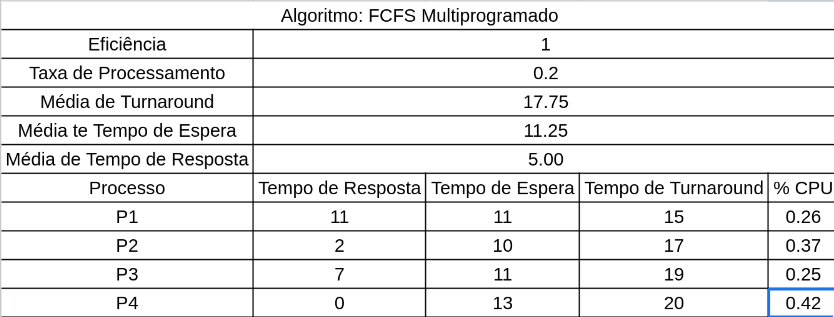 Algoritmo: FCFS Multiprogramado
Eficiência 1
Taxa de Processamento 0.2
Média de Turnaround 17.75
Média te Tempo de Espera 11.25
Média de Tempo de Resposta 5.00
Processo Tempo de Resposta Tempo de Espera Tempo de Turnaround % CPU
P1 11 11 15 0.26
P2 2 10 17 0.37
P3 7 11 19 0.25
P4 0 13 20 0.42